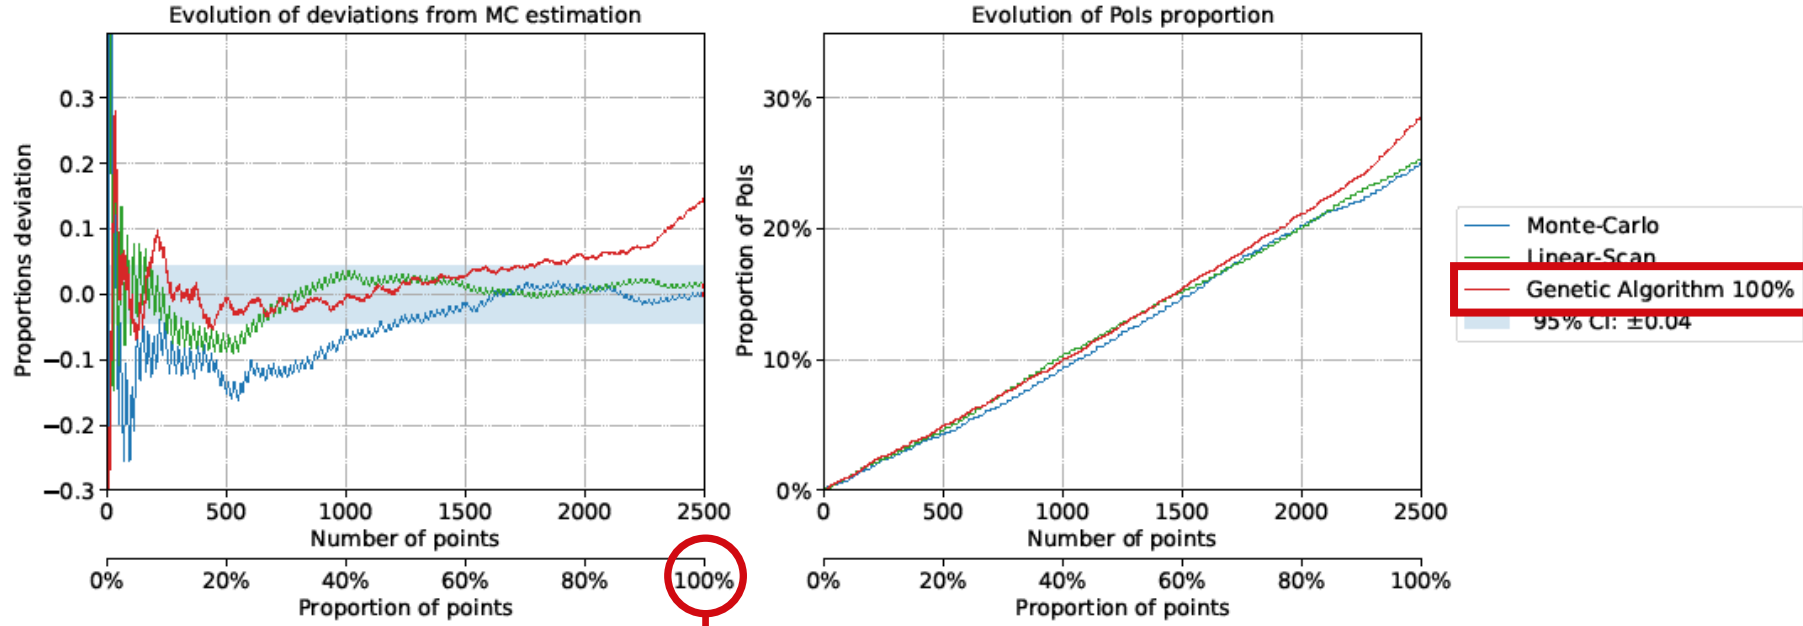 Evolution of deviations from MC estimation
0.3
0.2
0.1
0.0
−0.1
−0.2
−0.3
Proportions deviation
0 500 1000 1500 2000 2500
Number of points
0% 20% 40% 60% 80% 100%
Proportion of points
Evolution of PoIs proportion
30%
20%
10%
0%
Proportion of PoIs
0 500 1000 1500 2000 2500
Number of points
0% 20% 40% 60% 80% 100%
Proportion of points
Monte-Carlo
Linear-Scan
Genetic Algorithm 100%
95% CI: ±0.04